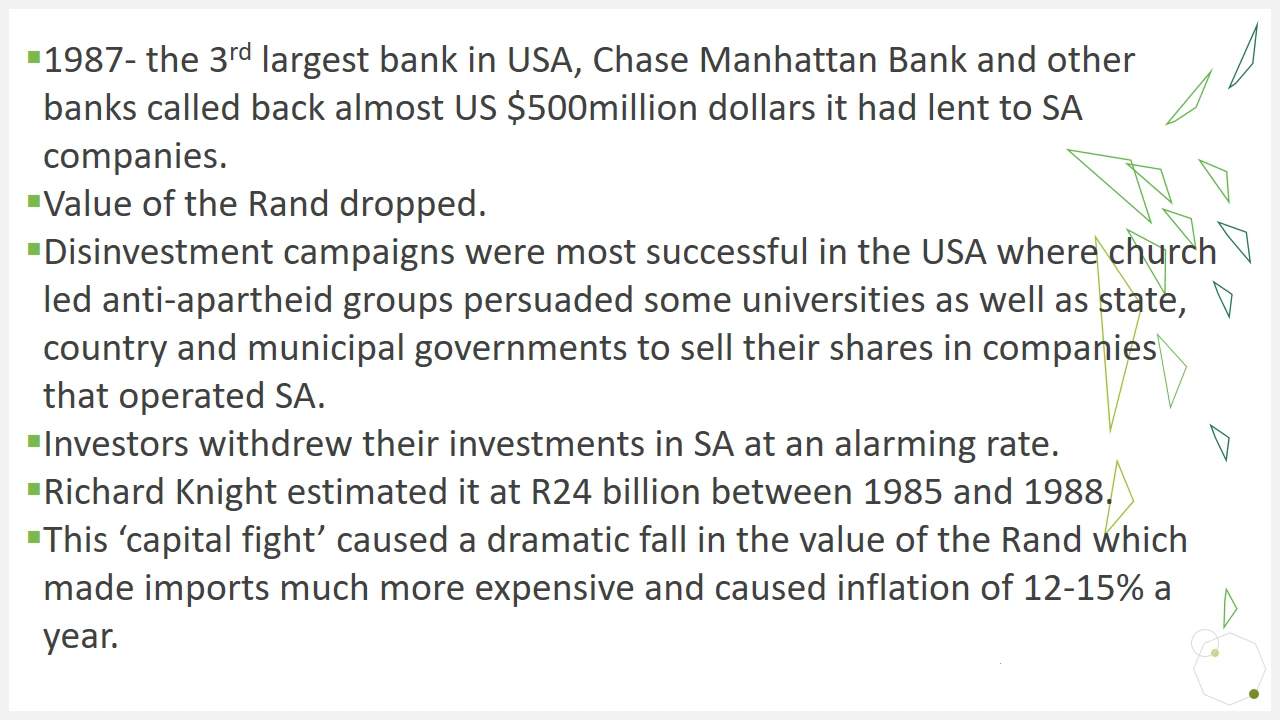 ▪1987- the 3rd largest bank in USA, Chase Manhattan Bank and other
banks called back almost US $500million dollars it had lent to SA
companies.
▪Value of the Rand dropped.
▪Disinvestment campaigns were most successful in the USA where church
led anti-apartheid groups persuaded some universities as well as state,
country and municipal governments to sell their shares in companies
that operated SA.
▪Investors withdrew their investments in SA at an alarming rate.
▪Richard Knight estimated it at R24 billion between 1985 and 1988.
▪This ‘capital fight’ caused a dramatic fall in the value of the Rand which
made imports much more expensive and caused inflation of 12-15% a
year.